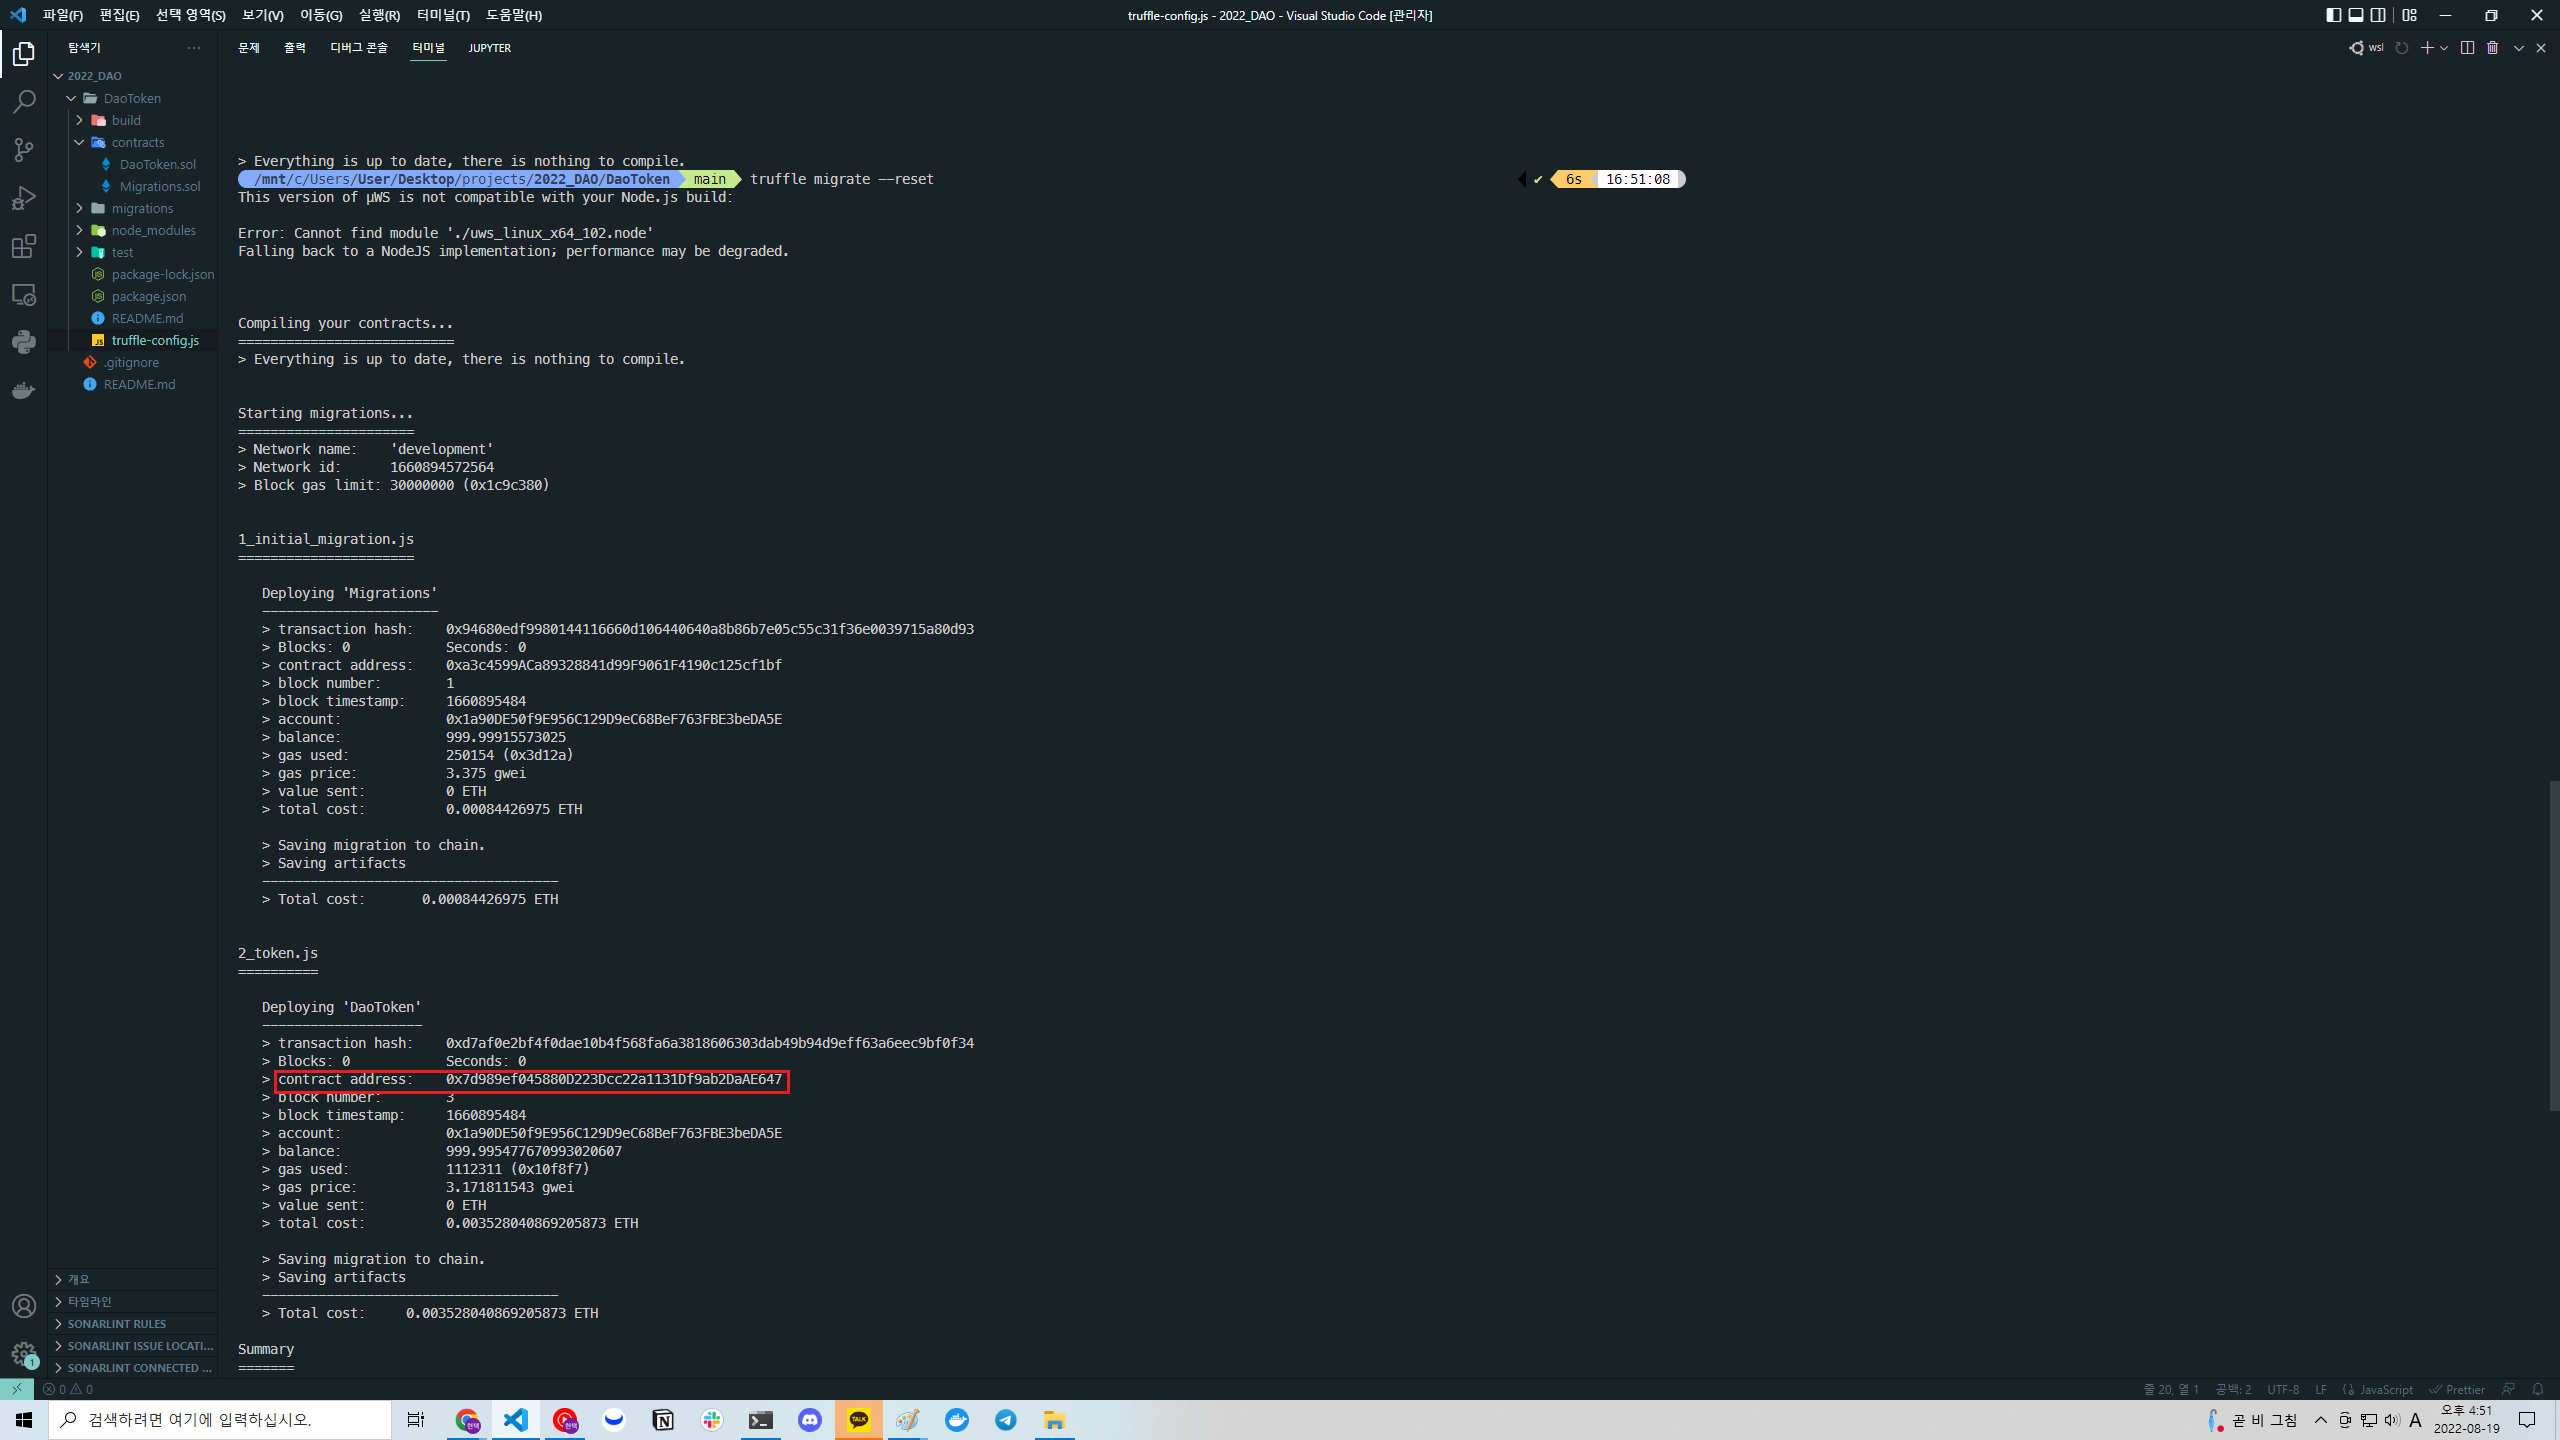 파일(F) 편집(E) 선택 영역(S) 보기(V) 이동(G) 실행(R) 터미널(T) 도움말(H)
truffle-config.js - 2022_DAO - Visual Studio Code [관리자]
탐색기
문제 출력 디버그 콘솔 터미널 JUPYTER
wsl
2022_DAO
DaoToken
build
contracts
DaoToken.sol
Migrations.sol
migrations
node_modules
test
package-lock.json
package.json
README.md
truffle-config.js
.gitignore
README.md
개요
타임라인
SONARLINT RULES
SONARLINT ISSUE LOCATI...
SONARLINT CONNECTED ...
> Everything is up to date, there is nothing to compile.
/mnt/c/Users/User/Desktop/projects/2022_DAO/DaoToken main truffle migrate --reset ✔ 6s 16:51:08
This version of µWS is not compatible with your Node.js build:
Error: Cannot find module './uws_linux_x64_102.node'
Falling back to a NodeJS implementation; performance may be degraded.
Compiling your contracts...
===========================
> Everything is up to date, there is nothing to compile.
Starting migrations...
======================
> Network name:    'development'
> Network id:      1660894572564
> Block gas limit: 30000000 (0x1c9c380)
1_initial_migration.js
======================
Deploying 'Migrations'
----------------------
> transaction hash:    0x94680edf9980144116660d106440640a8b86b7e05c55c31f36e0039715a80d93
> Blocks: 0            Seconds: 0
> contract address:    0xa3c4599ACa89328841d99F9061F4190c125cf1bf
> block number:        1
> block timestamp:     1660895484
> account:             0x1a90DE50f9E956C129D9eC68BeF763FBE3beDA5E
> balance:             999.99915573025
> gas used:            250154 (0x3d12a)
> gas price:           3.375 gwei
> value sent:          0 ETH
> total cost:          0.00084426975 ETH
> Saving migration to chain.
> Saving artifacts
-------------------------------------
> Total cost:       0.00084426975 ETH
2_token.js
==========
Deploying 'DaoToken'
--------------------
> transaction hash:    0xd7af0e2bf4f0dae10b4f568fa6a3818606303dab49b94d9eff63a6eec9bf0f34
> Blocks: 0            Seconds: 0
> contract address:    0x7d989ef045880D223Dcc22a1131Df9ab2DaAE647
> block number:        3
> block timestamp:     1660895484
> account:             0x1a90DE50f9E956C129D9eC68BeF763FBE3beDA5E
> balance:             999.995477670993020607
> gas used:            1112311 (0x10f8f7)
> gas price:           3.171811543 gwei
> value sent:          0 ETH
> total cost:          0.003528040869205873 ETH
> Saving migration to chain.
> Saving artifacts
-------------------------------------
> Total cost:     0.003528040869205873 ETH
Summary
=======
1
0 0
줄 20, 열 1 공백: 2 UTF-8 LF JavaScript Prettier
검색하려면 여기에 입력하십시오.
현택
현택
TALK
곧 비 그침
A
오후 4:51
2022-08-19